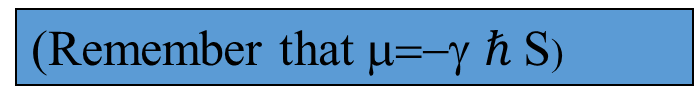 (Remember that μ=–γ ℏ S)